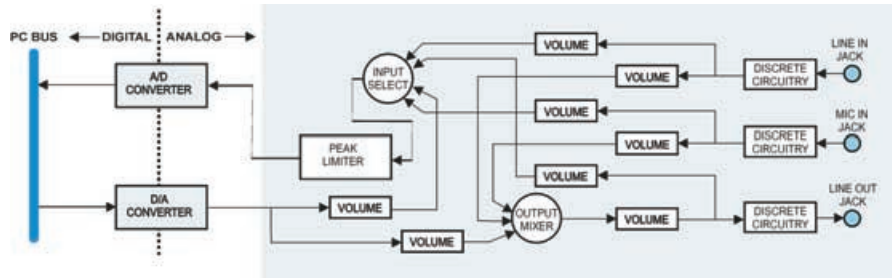 PC BUS
DIGITAL
ANALOG
A/D
CONVERTER
D/A
CONVERTER
INPUT
SELECT
PEAK
LIMITER
VOLUME
VOLUME
OUTPUT
MIXER
VOLUME
VOLUME
VOLUME
VOLUME
VOLUME
VOLUME
DISCRETE
CIRCUITRY
LINE IN
JACK
DISCRETE
CIRCUITRY
MIC IN
JACK
DISCRETE
CIRCUITRY
LINE OUT
JACK